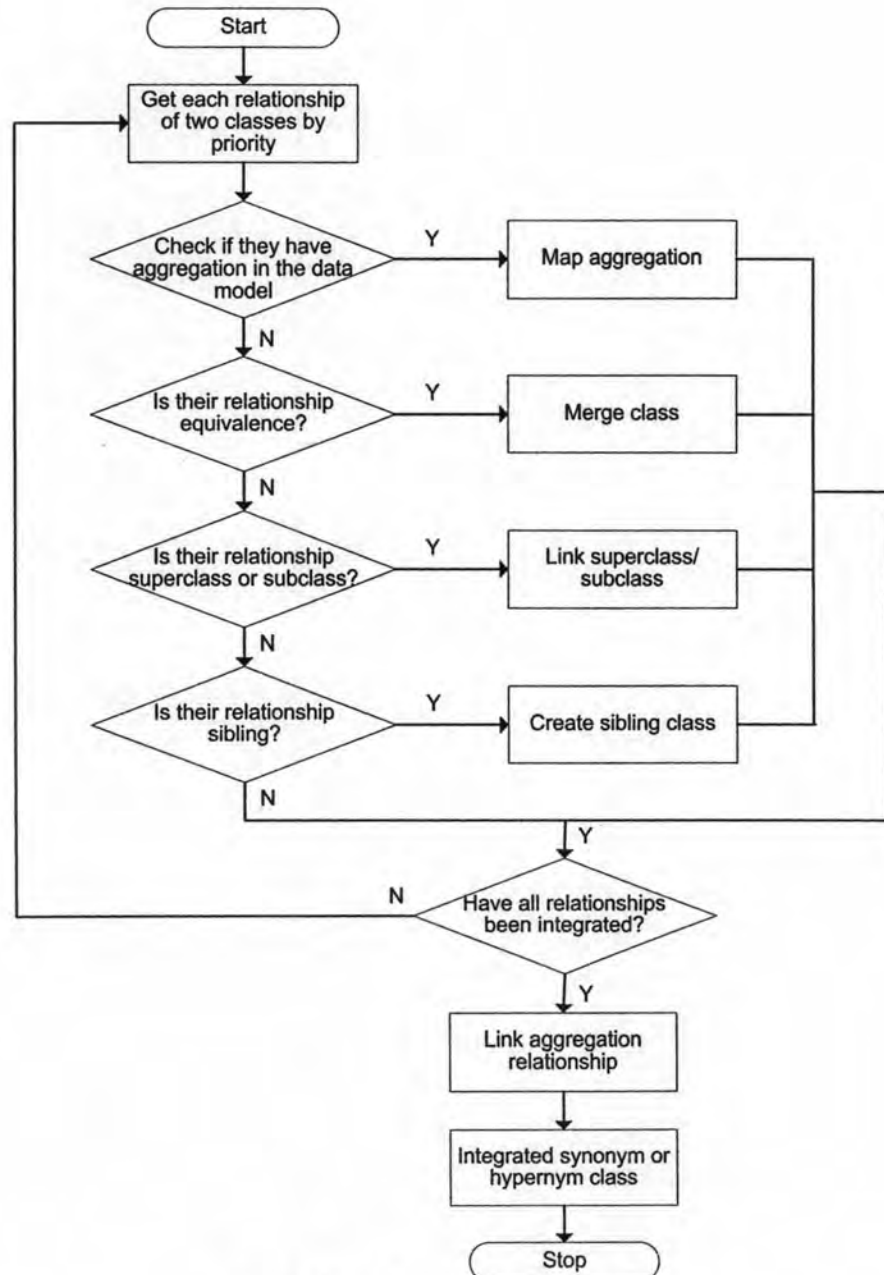 Start
Get each relationship
of two classes by
priority
Check if they have
aggregation in the data
model
Y
Map aggregation
N
Is their relationship
equivalence?
Y
Merge class
N
Is their relationship
superclass or subclass?
Y
Link superclass/
subclass
N
Is their relationship
sibling?
Y
Create sibling class
N
Y
Have all relationships
been integrated?
N
Y
Link aggregation
relationship
Integrated synonym or
hypernym class
Stop